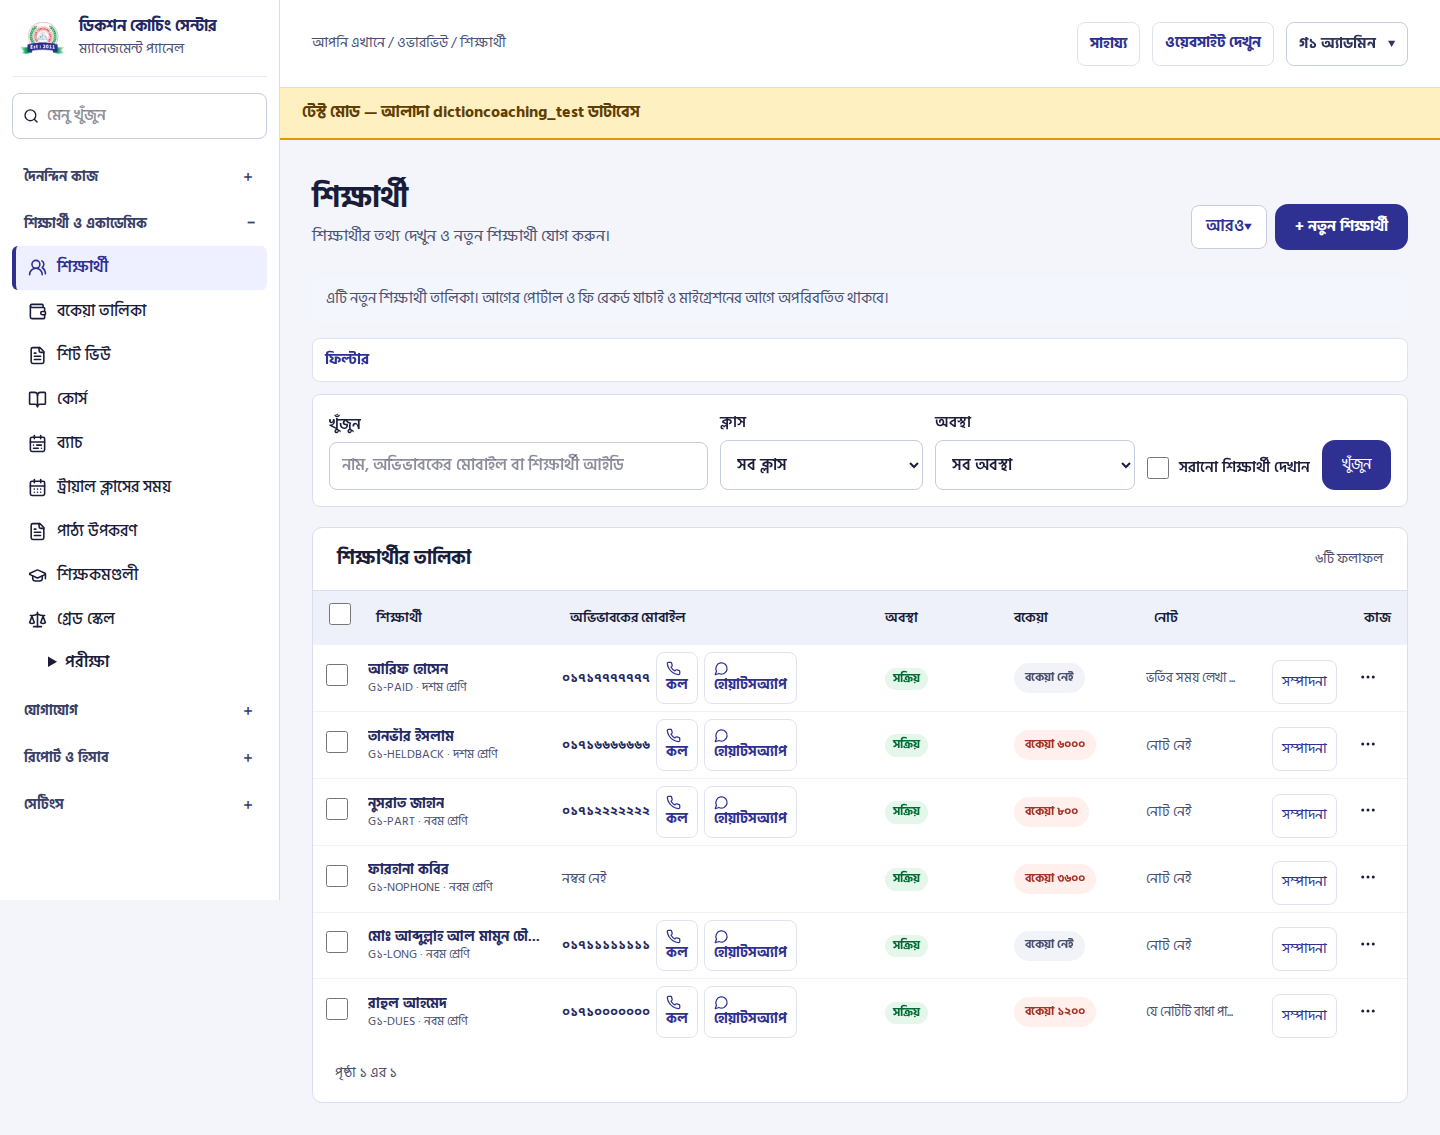 ডিকশন কোচিং সেন্টার
ম্যানেজমেন্ট প্যানেল
Est : 2011
মেনু খুঁজুন
দৈনন্দিন কাজ +
শিক্ষার্থী ও একাডেমিক −
শিক্ষার্থী
বকেয়া তালিকা
শিট ভিউ
কোর্স
ব্যাচ
ট্রায়াল ক্লাসের সময়
পাঠ্য উপকরণ
শিক্ষকমণ্ডলী
গ্রেড স্কেল
▶ পরীক্ষা
যোগাযোগ +
রিপোর্ট ও হিসাব +
সেটিংস +
আপনি এখানে / ওভারভিউ / শিক্ষার্থী
সাহায্য
ওয়েবসাইট দেখুন
গ১ অ্যাডমিন ▾
টেস্ট মোড — আলাদা dictioncoaching_test ডাটাবেস
শিক্ষার্থী
শিক্ষার্থীর তথ্য দেখুন ও নতুন শিক্ষার্থী যোগ করুন।
আরও▾
+ নতুন শিক্ষার্থী
এটি নতুন শিক্ষার্থী তালিকা। আগের পোর্টাল ও ফি রেকর্ড যাচাই ও মাইগ্রেশনের আগে অপরিবর্তিত থাকবে।
ফিল্টার
খুঁজুন ক্লাস অবস্থা
নাম, অভিভাবকের মোবাইল বা শিক্ষার্থী আইডি সব ক্লাস সব অবস্থা সরানো শিক্ষার্থী দেখান খুঁজুন
শিক্ষার্থীর তালিকা ৬টি ফলাফল
শিক্ষার্থী অভিভাবকের মোবাইল অবস্থা বকেয়া নোট কাজ
আরিফ হোসেন
G১-PAID · দশম শ্রেণি
০১৭১৭৭৭৭৭৭৭ কল হোয়াটসঅ্যাপ সক্রিয় বকেয়া নেই ভর্তির সময় লেখা ... সম্পাদনা ...
তানভীর ইসলাম
G১-HELDBACK · দশম শ্রেণি
০১৭১৬৬৬৬৬৬৬ কল হোয়াটসঅ্যাপ সক্রিয় বকেয়া ৬০০০ নোট নেই সম্পাদনা ...
নুসরাত জাহান
G১-PART · নবম শ্রেণি
০১৭১২২২২২২২ কল হোয়াটসঅ্যাপ সক্রিয় বকেয়া ৮০০ নোট নেই সম্পাদনা ...
ফারহানা কবির
G১-NOPHONE · নবম শ্রেণি
নম্বর নেই সক্রিয় বকেয়া ৩৬০০ নোট নেই সম্পাদনা ...
মোঃ আব্দুল্লাহ আল মামুন চৌ...
G১-LONG · নবম শ্রেণি
০১৭১১১১১১১১ কল হোয়াটসঅ্যাপ সক্রিয় বকেয়া নেই নোট নেই সম্পাদনা ...
রাহুল আহমেদ
G১-DUES · নবম শ্রেণি
০১৭১০০০০০০০ কল হোয়াটসঅ্যাপ সক্রিয় বকেয়া ১২০০ যে নোটটি বাধা পা... সম্পাদনা ...
পৃষ্ঠা ১ এর ১